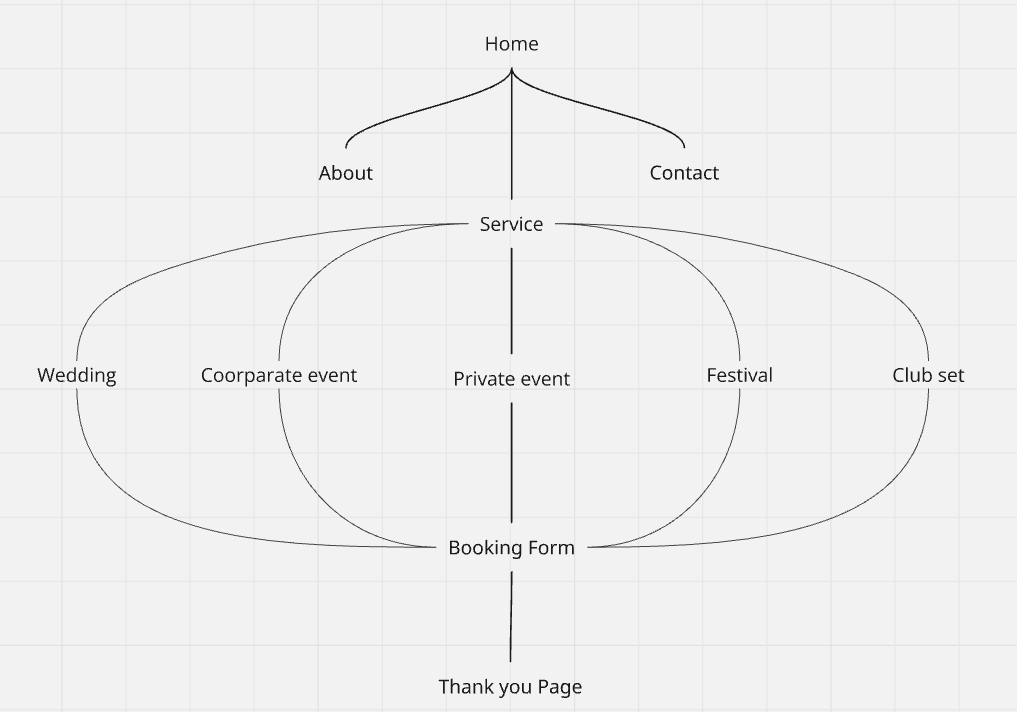 Home
About
Contact
Service
Wedding
Coorparate event
Private event
Festival
Club set
Booking Form
Thank you Page